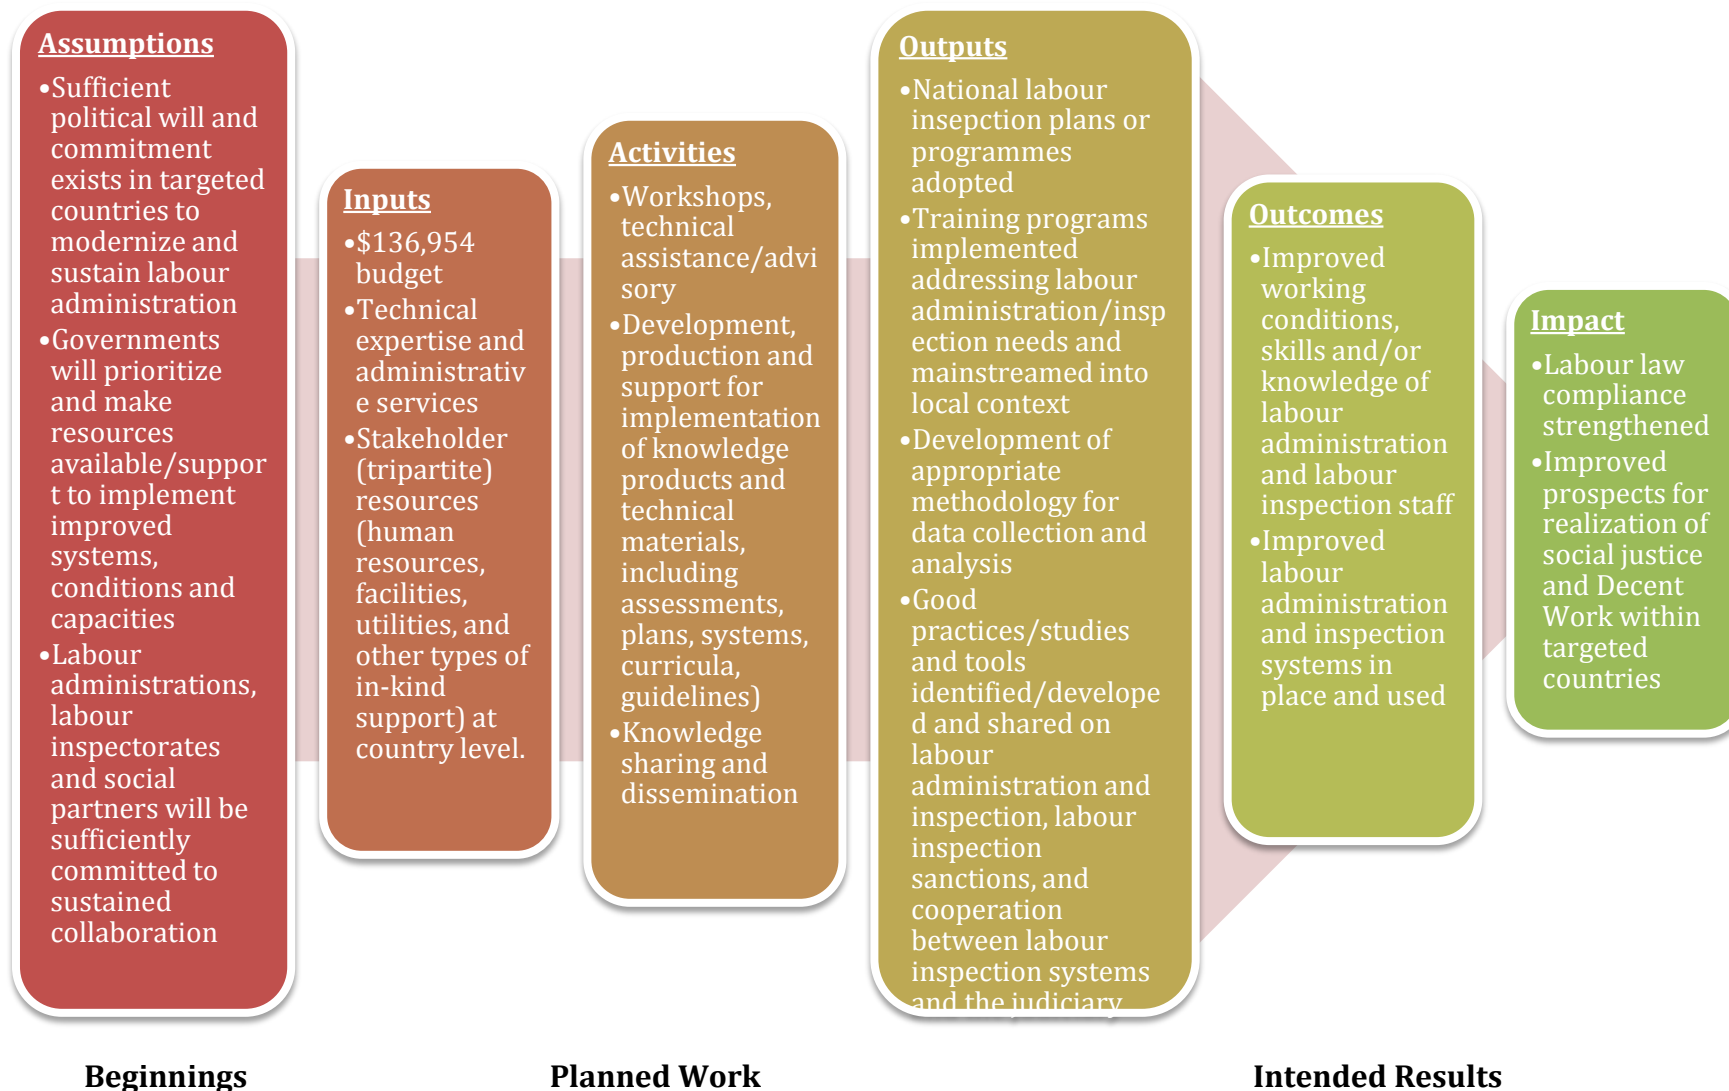 Assumptions
•Sufficient
political will and
commitment
exists in targeted
countries to
modernize and
sustain labour
administration
•Governments
will prioritize
and make
resources
available/suppor
t to implement
improved
systems,
conditions and
capacities
•Labour
administrations,
labour
inspectorates
and social
partners will be
sufficiently
committed to
sustained
collaboration
Inputs
•$136,954
budget
•Technical
expertise and
administrativ
e services
•Stakeholder
(tripartite)
resources
(human
resources,
facilities,
utilities, and
other types of
in-kind
support) at
country level.
Activities
•Workshops,
technical
assistance/advi
sory
•Development,
production and
support for
implementation
of knowledge
products and
technical
materials,
including
assessments,
plans, systems,
curricula,
guidelines)
•Knowledge
sharing and
dissemination
Outputs
•National labour
insepction plans or
programmes
adopted
•Training programs
implemented
addressing labour
administration/insp
ection needs and
mainstreamed into
local context
•Development of
appropriate
methodology for
data collection and
analysis
•Good
practices/studies
and tools
identified/develope
d and shared on
labour
administration and
inspection, labour
inspection
sanctions, and
cooperation
between labour
inspection systems
and the judiciary
Outcomes
•Improved
working
conditions,
skills and/or
knowledge of
labour
administration
and labour
inspection staff
•Improved
labour
administration
and inspection
systems in
place and used
Impact
•Labour law
compliance
strengthened
•Improved
prospects for
realization of
social justice
and Decent
Work within
targeted
countries
Beginnings
Planned Work
Intended Results